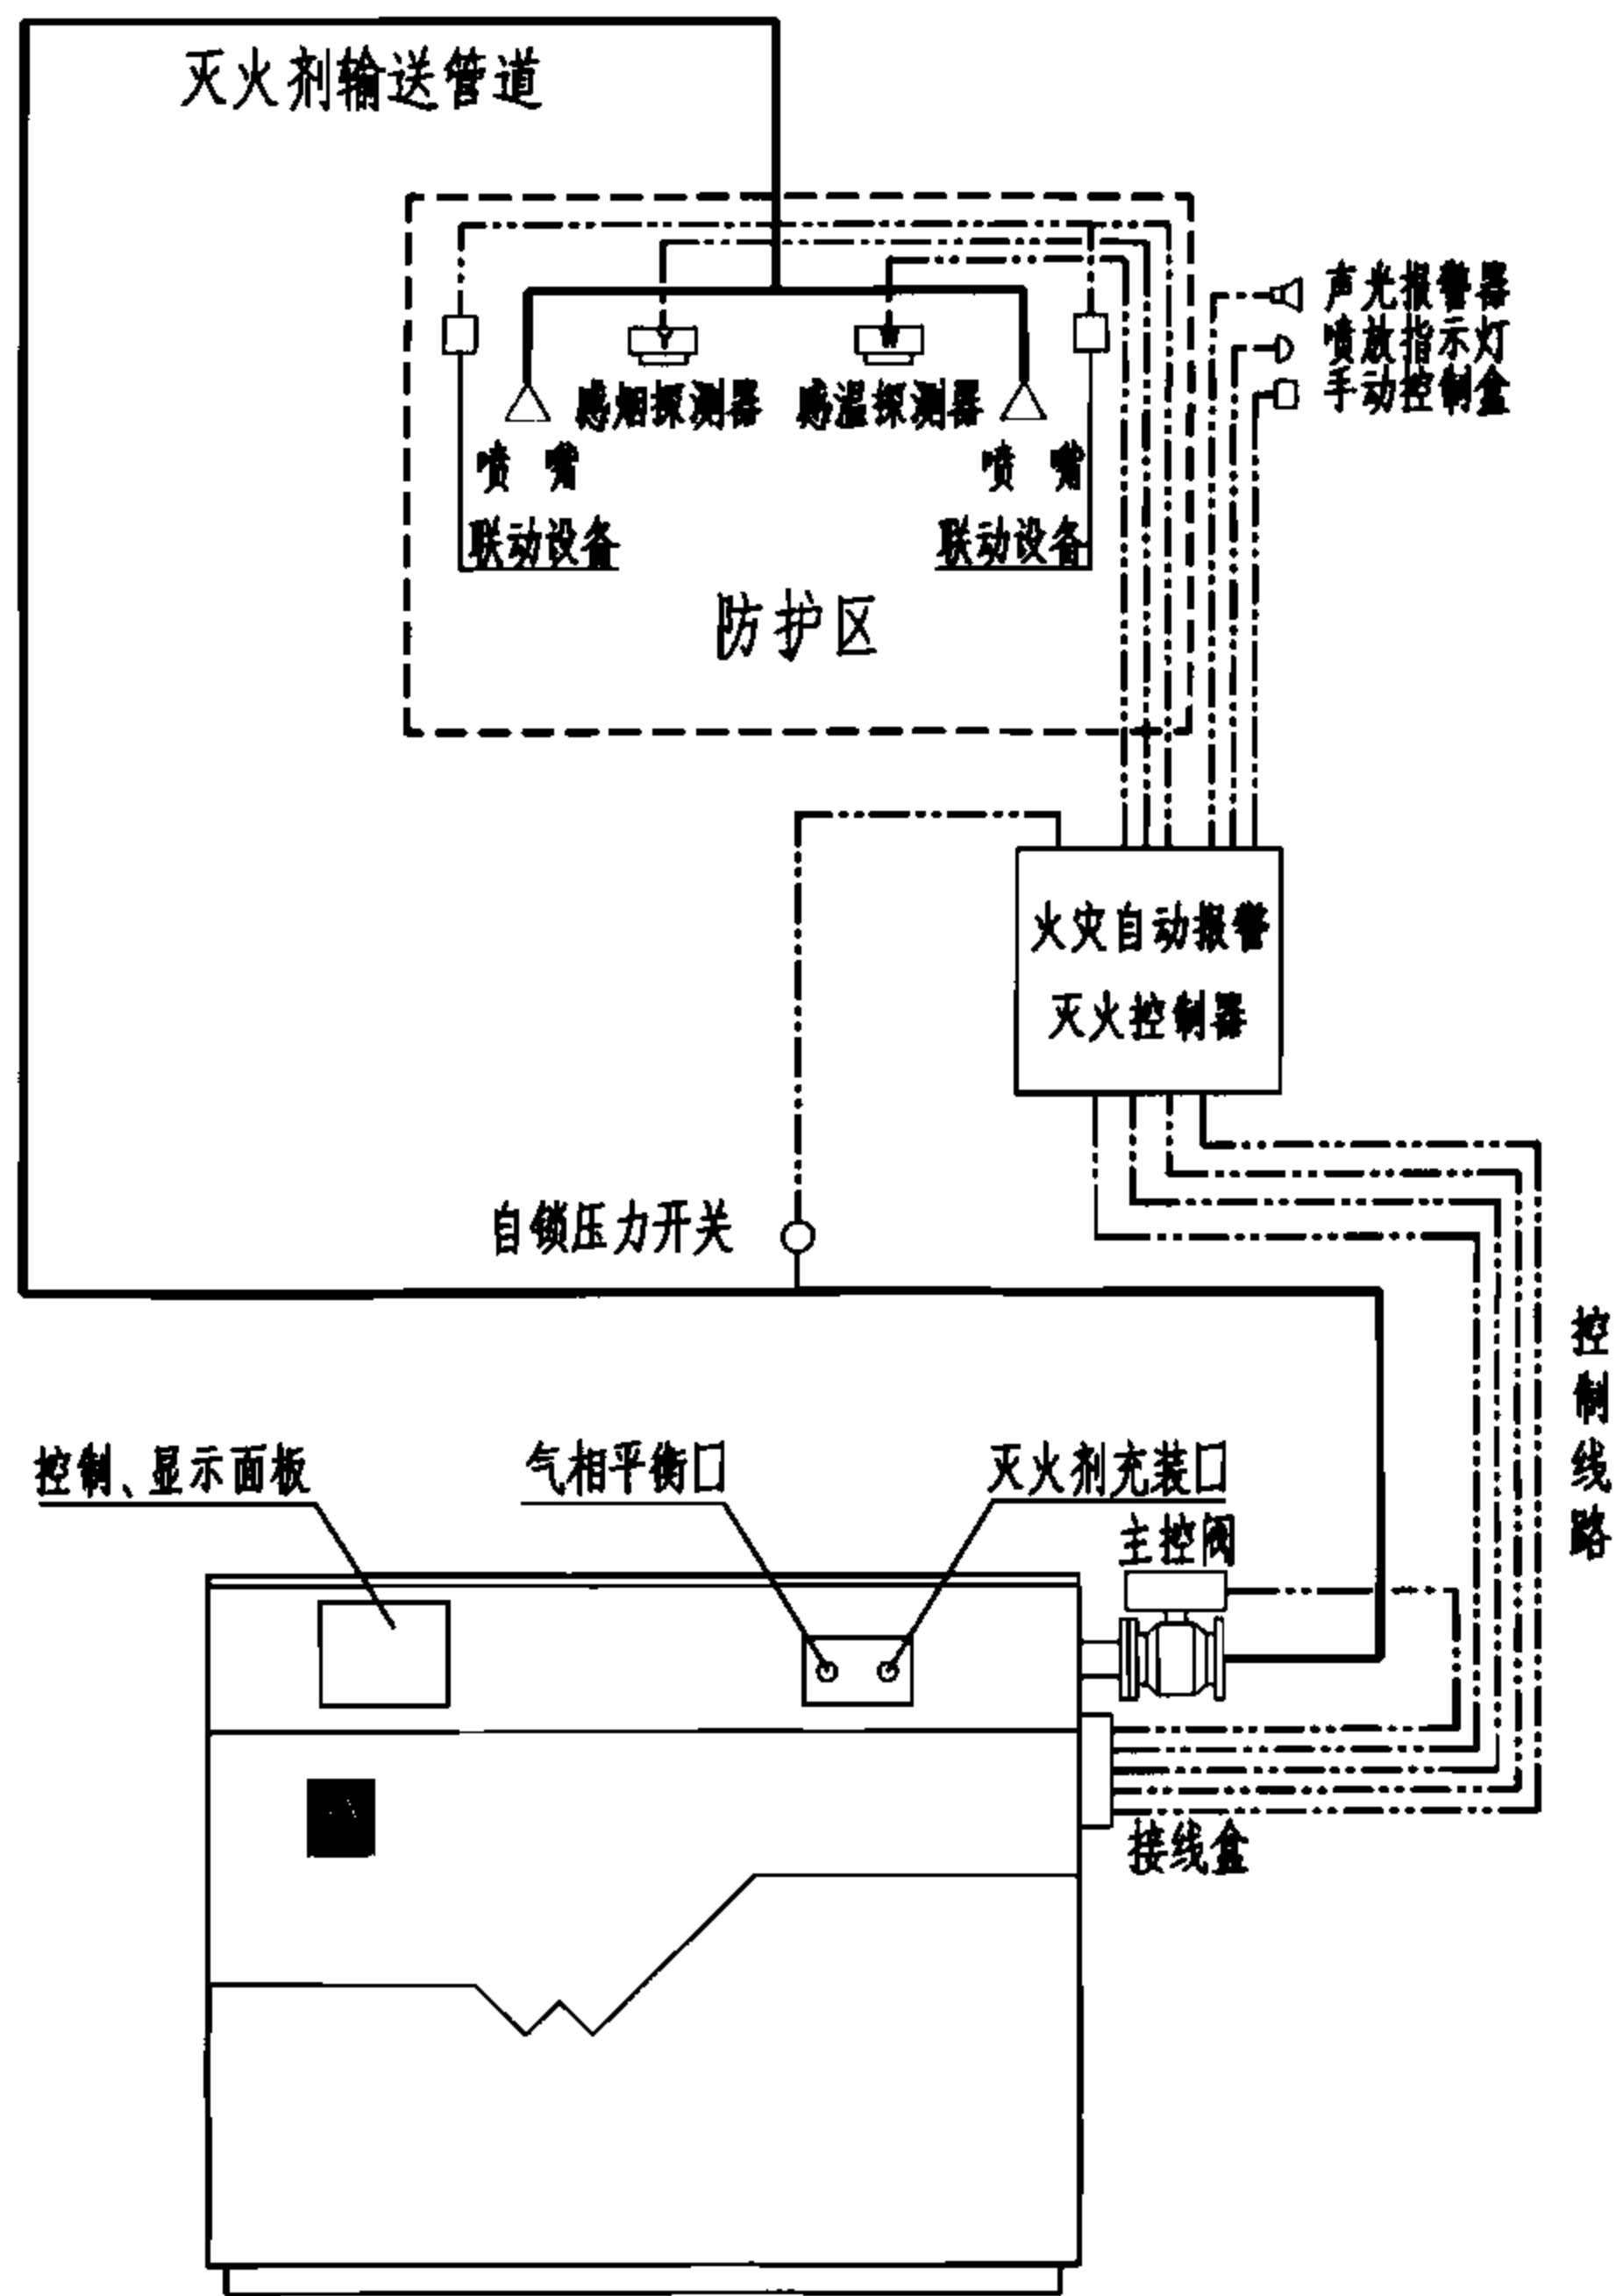 灭火剂输送管道
声光报警器
喷放指示灯
手动控制盒
感烟探测器
感温探测器
喷 嘴
喷 嘴
联动设备
联动设备
防护区
火灾自动报警
灭火控制器
自锁压力开关
控制线路
控制、显示面板
气相平衡口
灭火剂充装口
主控阀
接线盒